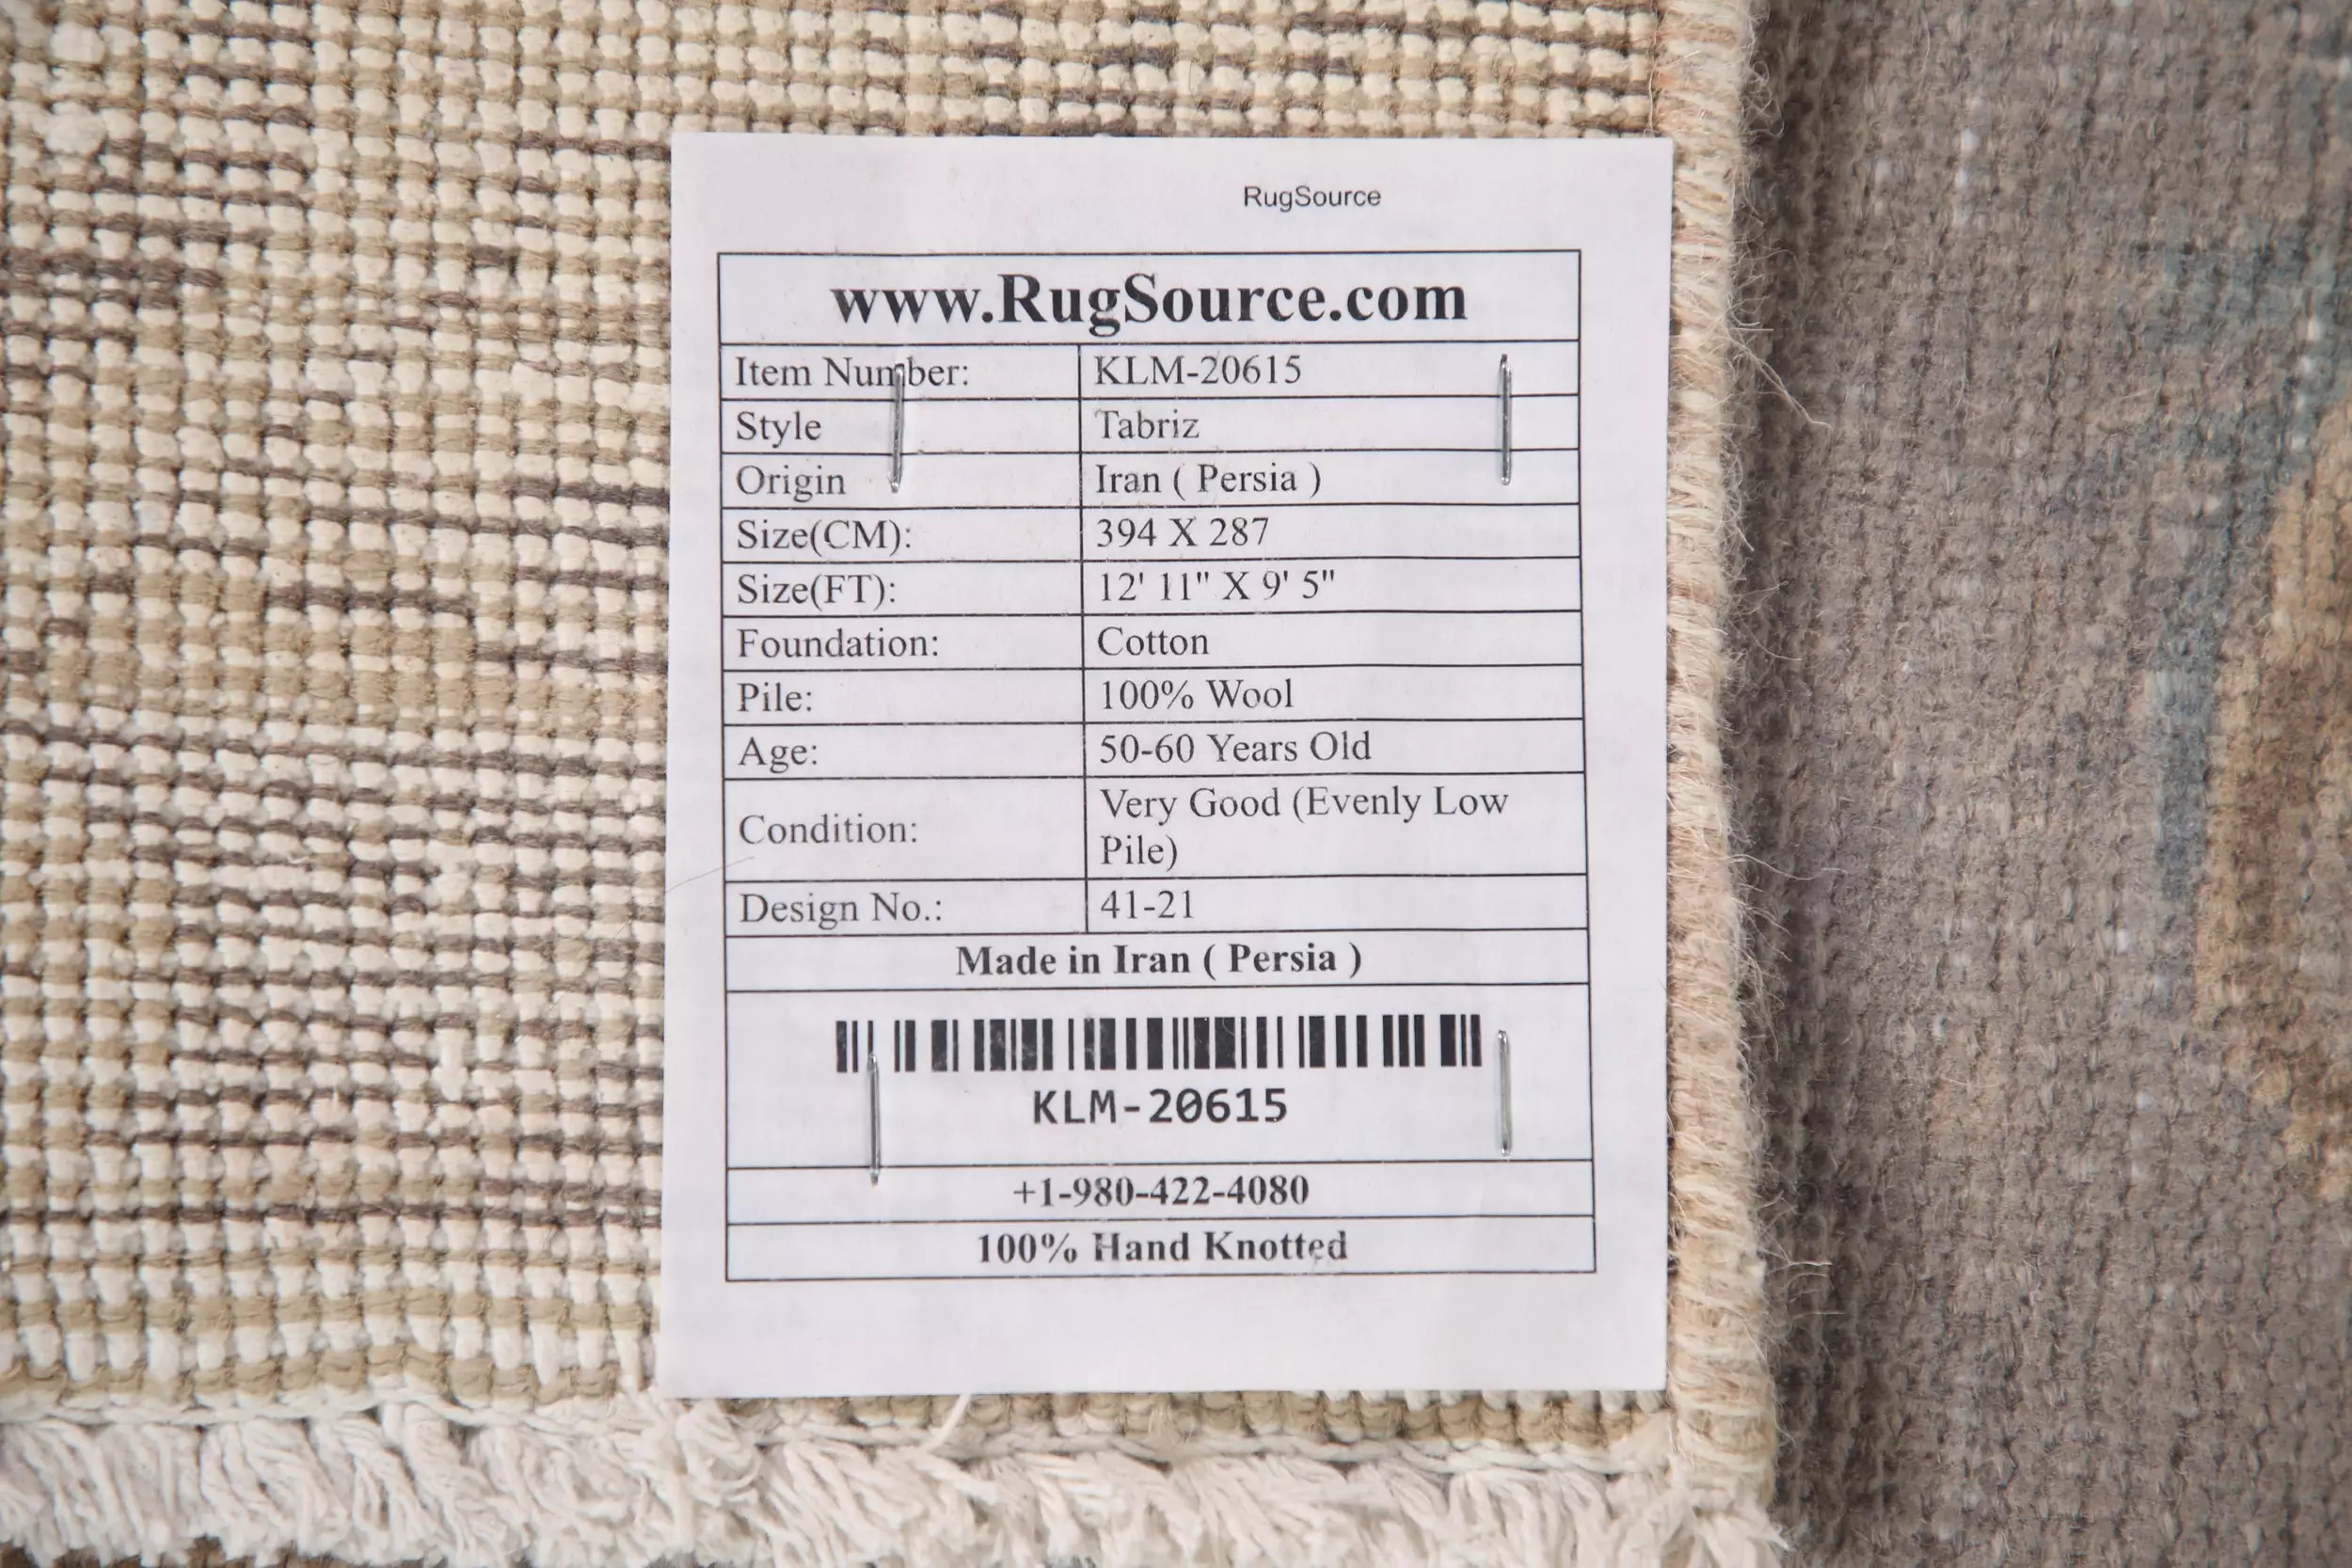 RugSource
www.RugSource.com
Item Number: KLM-20615
Style Tabriz
Origin Iran ( Persia )
Size(CM): 394 X 287
Size(FT): 12' 11" X 9' 5"
Foundation: Cotton
Pile: 100% Wool
Age: 50-60 Years Old
Condition: Very Good (Evenly Low
Pile)
Design No.: 41-21
Made in Iran ( Persia )
KLM-20615
+1-980-422-4080
100% Hand Knotted